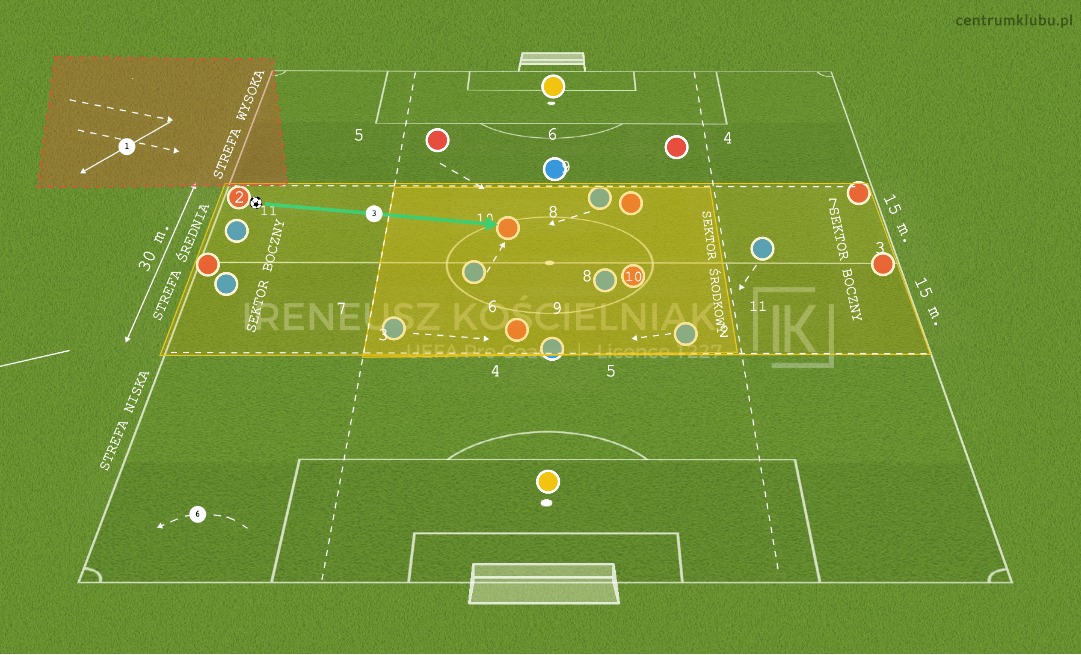 centrumklubu.pl
STREFA WYSOKA
5
6
4
9
1
2
11
3
10
8
7
15 m.
30 m.
STREFA ŚREDNIA
SEKTOR BOCZNY
SEKTOR ŚRODKOWY
SEKTOR BOCZNY
3
8
10
15 m.
7
6
9
11
IRENEUSZ KOŚCIELNIAK
IK
3
2
UEFA Pro Coach | Licence 1227
4
5
STREFA NISKA
6